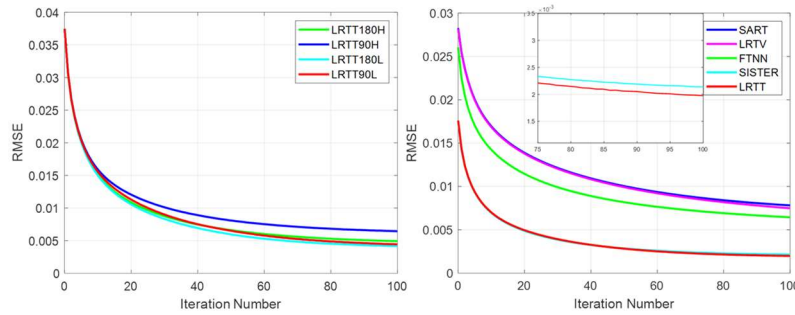 0.04
0.035
0.03
0.025
0.02
0.015
0.01
0.005
0
RMSE
0 20 40 60 80 100
Iteration Number
LRTT180H
LRTT90H
LRTT180L
LRTT90L
0.03
0.025
0.02
0.015
0.01
0.005
0
RMSE
0 20 40 60 80 100
Iteration Number
×10⁻³
3.5
3
2.5
2
1.5
75 80 85 90 95 100
SART
LRTV
FTNN
SISTER
LRTT